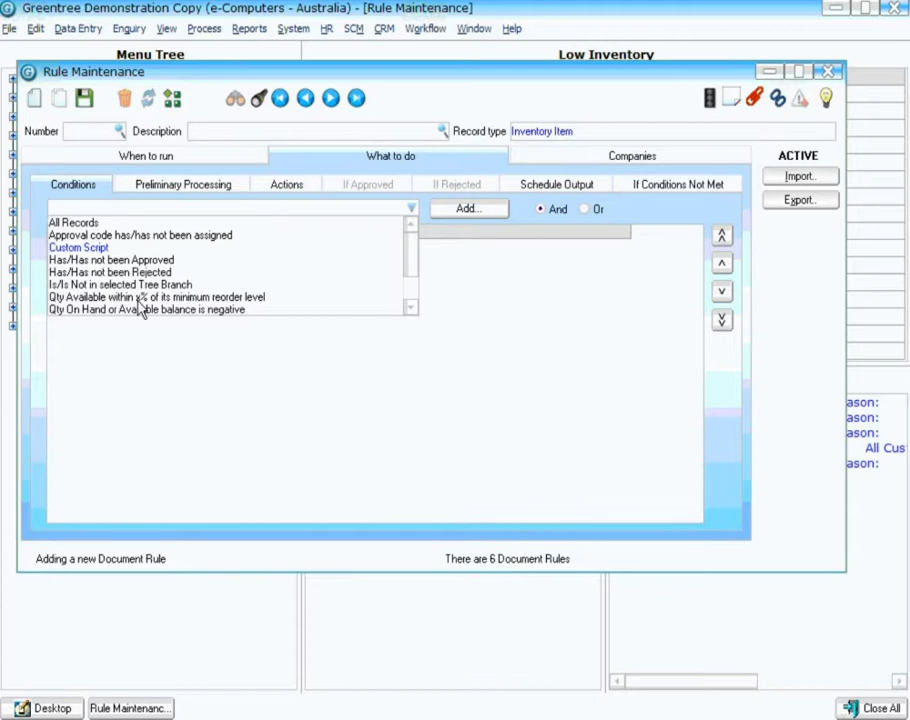 Greentree Demonstration Copy (e-Computers - Australia) - [Rule Maintenance]
File Edit Data Entry Enquiry View Process Reports System HR SCM CRM Workflow Window Help
Menu Tree Low Inventory
Rule Maintenance
Number Description Record type Inventory Item
When to run What to do Companies ACTIVE
Import..
Conditions Preliminary Processing Actions If Approved If Rejected Schedule Output If Conditions Not Met
Export..
Add... And Or
All Records
Approval code has/has not been assigned
Custom Script
Has/Has not been Approved
Has/Has not been Rejected
Is/Is Not in selected Tree Branch
Qty Available within x% of its minimum reorder level
Qty On Hand or Available balance is negative
ason:
ason:
ason:
All Cus
ason:
Adding a new Document Rule There are 6 Document Rules
Desktop Rule Maintenanc... Close All